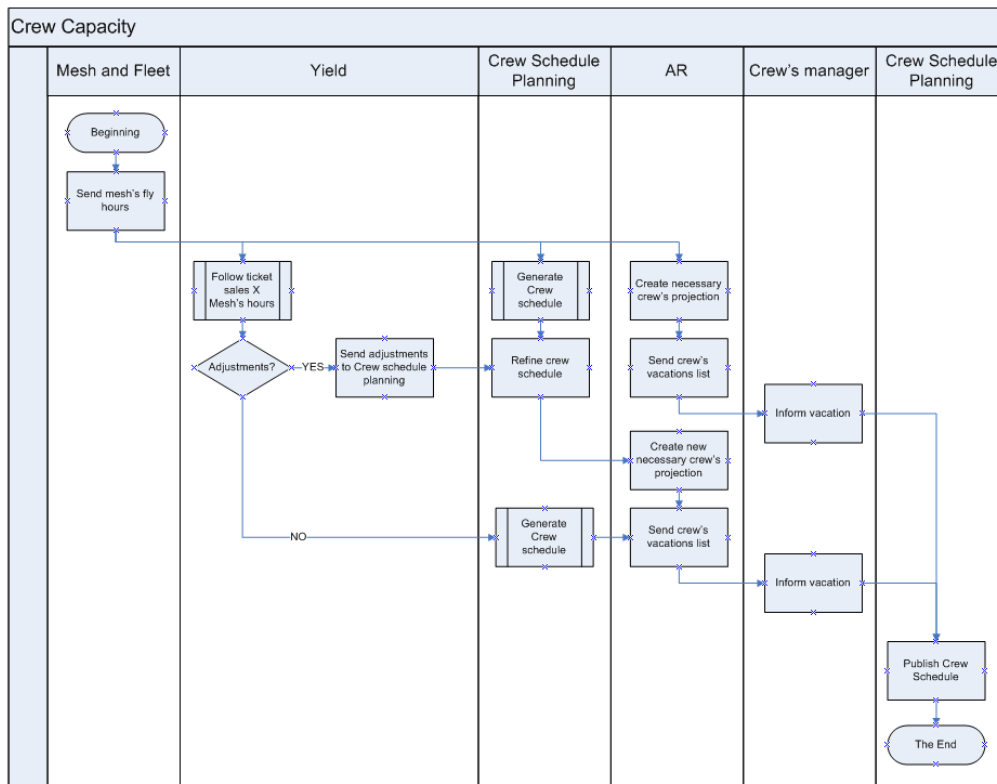 Crew Capacity
Mesh and Fleet
Yield
Crew Schedule
Planning
AR
Crew's manager
Crew Schedule
Planning
Beginning
Send mesh's fly
hours
Follow ticket
sales X
Mesh's hours
Generate
Crew
schedule
Create necessary
crew's projection
Adjustments?
YES
Send adjustments
to Crew schedule
planning
Refine crew
schedule
Send crew's
vacations list
Inform vacation
Create new
necessary crew's
projection
NO
Generate
Crew
schedule
Send crew's
vacations list
Inform vacation
Publish Crew
Schedule
The End